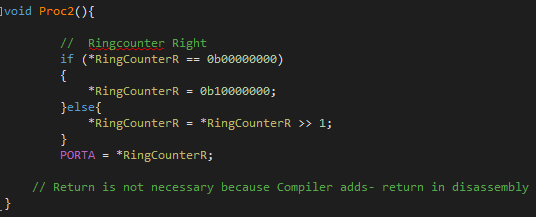 void Proc2(){
//  Ringcounter Right
if (*RingCounterR == 0b00000000)
{
*RingCounterR = 0b10000000;
}else{
*RingCounterR = *RingCounterR >> 1;
}
PORTA = *RingCounterR;
// Return is not necessary because Compiler adds- return in disassembly
}